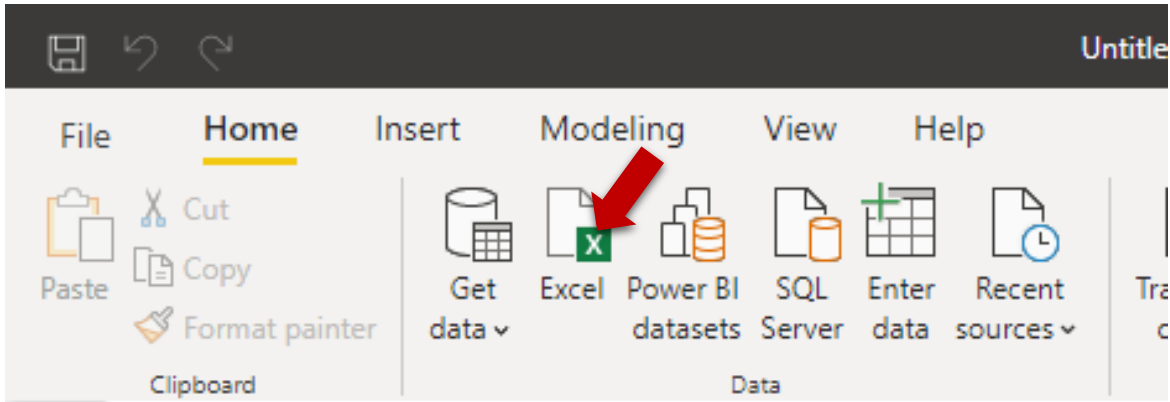 Untitle
File Home Insert Modeling View Help
Paste
Cut
Copy
Format painter
Clipboard
Get data
Excel
X
Power BI datasets
SQL Server
Enter data
Recent sources
Data
Tra